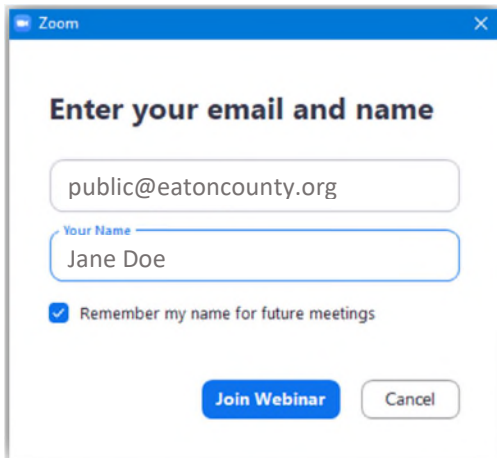 Zoom
Enter your email and name
public@eatoncounty.org
Your Name
Jane Doe
Remember my name for future meetings
Join Webinar Cancel